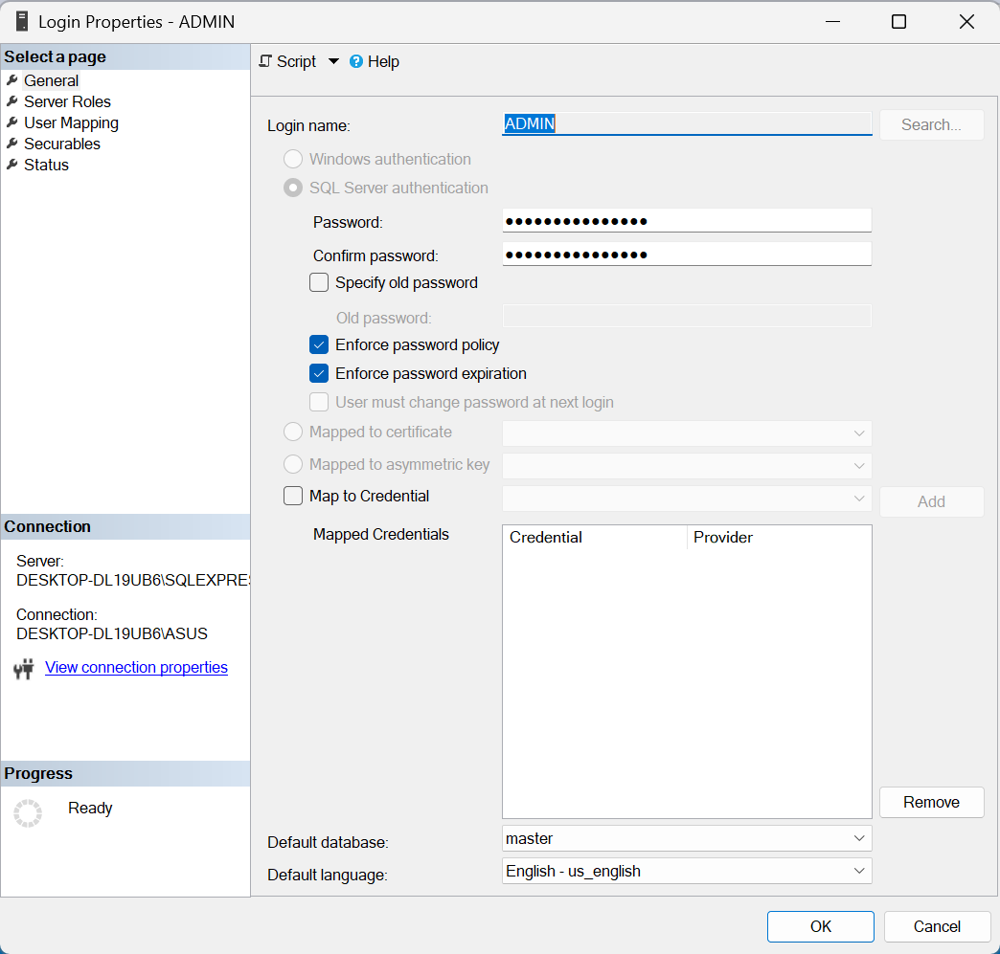 Login Properties - ADMIN
Select a page
General
Server Roles
User Mapping
Securables
Status
Script
Help
Login name:
ADMIN
Search...
Windows authentication
SQL Server authentication
Password:
●●●●●●●●●●●●●●●
Confirm password:
●●●●●●●●●●●●●●●
Specify old password
Old password:
Enforce password policy
Enforce password expiration
User must change password at next login
Mapped to certificate
Mapped to asymmetric key
Map to Credential
Add
Mapped Credentials
Credential Provider
Remove
Default database:
master
Default language:
English - us_english
Connection
Server:
DESKTOP-DL19UB6\SQLEXPRES
Connection:
DESKTOP-DL19UB6\ASUS
View connection properties
Progress
Ready
OK
Cancel